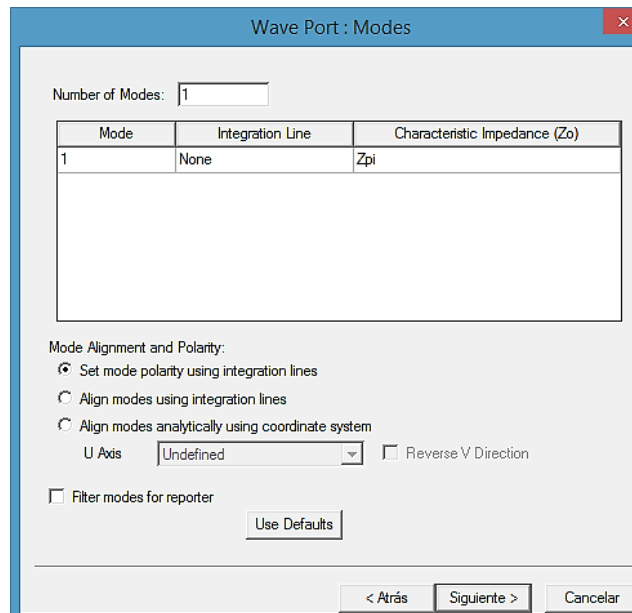 Wave Port : Modes
Number of Modes: 1
Mode Integration Line Characteristic Impedance (Zo)
1 None Zpi
Mode Alignment and Polarity:
Set mode polarity using integration lines
Align modes using integration lines
Align modes analytically using coordinate system
U Axis Undefined Reverse V Direction
Filter modes for reporter
Use Defaults
< Atrás Siguiente > Cancelar